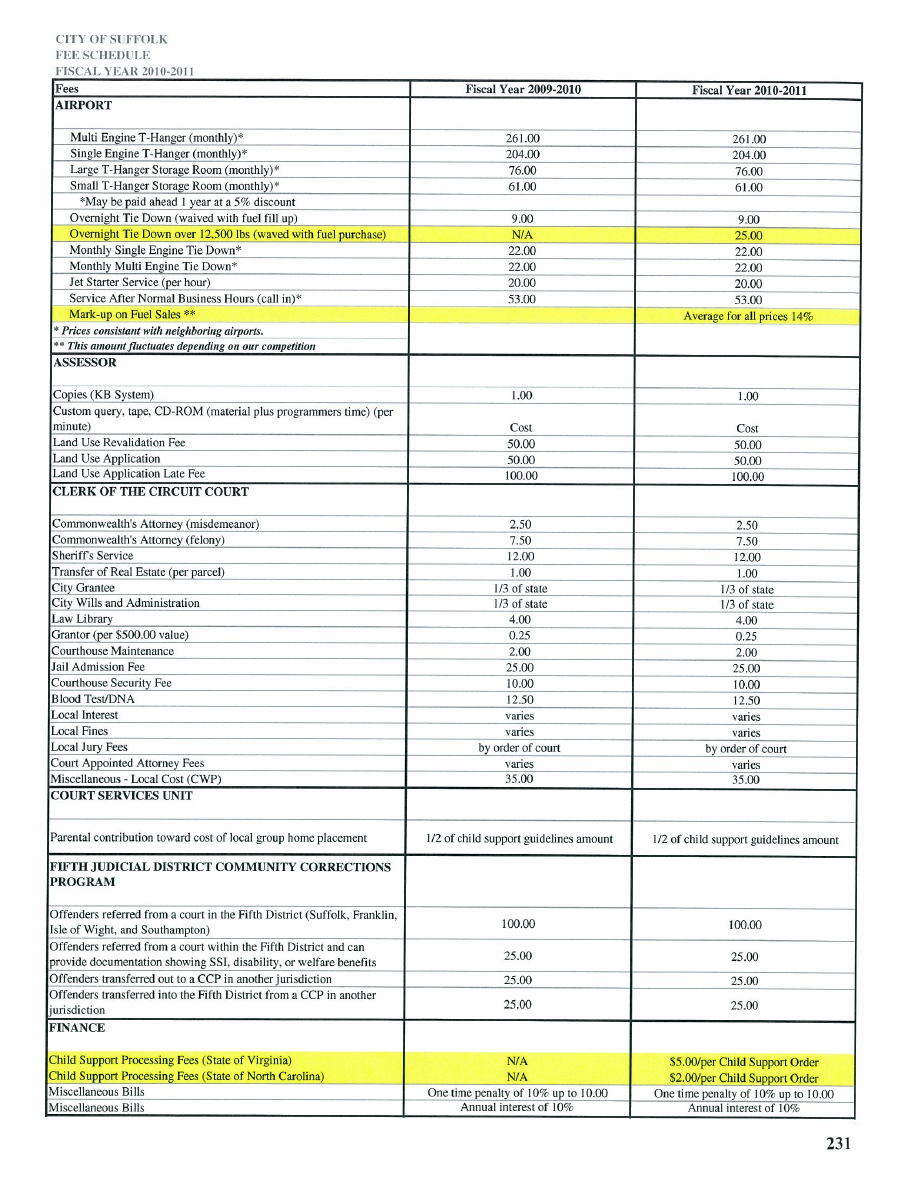 CITY OF SUFFOLK
FEE SCHEDULE
FISCAL YEAR 2010-2011
Fees Fiscal Year 2009-2010 Fiscal Year 2010-2011
AIRPORT
Multi Engine T-Hanger (monthly)* 261.00 261.00
Single Engine T-Hanger (monthly)* 204.00 204.00
Large T-Hanger Storage Room (monthly)* 76.00 76.00
Small T-Hanger Storage Room (monthly)* 61.00 61.00
*May be paid ahead 1 year at a 5% discount
Overnight Tie Down (waived with fuel fill up) 9.00 9.00
Overnight Tie Down over 12,500 lbs (waved with fuel purchase) N/A 25.00
Monthly Single Engine Tie Down* 22.00 22.00
Monthly Multi Engine Tie Down* 22.00 22.00
Jet Starter Service (per hour) 20.00 20.00
Service After Normal Business Hours (call in)* 53.00 53.00
Mark-up on Fuel Sales ** Average for all prices 14%
* Prices consistant with neighboring airports.
** This amount fluctuates depending on our competition
ASSESSOR
Copies (KB System) 1.00 1.00
Custom query, tape, CD-ROM (material plus programmers time) (per
minute) Cost Cost
Land Use Revalidation Fee 50.00 50.00
Land Use Application 50.00 50.00
Land Use Application Late Fee 100.00 100.00
CLERK OF THE CIRCUIT COURT
Commonwealth's Attorney (misdemeanor) 2.50 2.50
Commonwealth's Attorney (felony) 7.50 7.50
Sheriff's Service 12.00 12.00
Transfer of Real Estate (per parcel) 1.00 1.00
City Grantee 1/3 of state 1/3 of state
City Wills and Administration 1/3 of state 1/3 of state
Law Library 4.00 4.00
Grantor (per $500.00 value) 0.25 0.25
Courthouse Maintenance 2.00 2.00
Jail Admission Fee 25.00 25.00
Courthouse Security Fee 10.00 10.00
Blood Test/DNA 12.50 12.50
Local Interest varies varies
Local Fines varies varies
Local Jury Fees by order of court by order of court
Court Appointed Attorney Fees varies varies
Miscellaneous - Local Cost (CWP) 35.00 35.00
COURT SERVICES UNIT
Parental contribution toward cost of local group home placement 1/2 of child support guidelines amount 1/2 of child support guidelines amount
FIFTH JUDICIAL DISTRICT COMMUNITY CORRECTIONS
PROGRAM
Offenders referred from a court in the Fifth District (Suffolk, Franklin,
Isle of Wight, and Southampton) 100.00 100.00
Offenders referred from a court within the Fifth District and can
provide documentation showing SSI, disability, or welfare benefits 25.00 25.00
Offenders transferred out to a CCP in another jurisdiction 25.00 25.00
Offenders transferred into the Fifth District from a CCP in another
jurisdiction 25.00 25.00
FINANCE
Child Support Processing Fees (State of Virginia) N/A $5.00/per Child Support Order
Child Support Processing Fees (State of North Carolina) N/A $2.00/per Child Support Order
Miscellaneous Bills One time penalty of 10% up to 10.00 One time penalty of 10% up to 10.00
Miscellaneous Bills Annual interest of 10% Annual interest of 10%
231